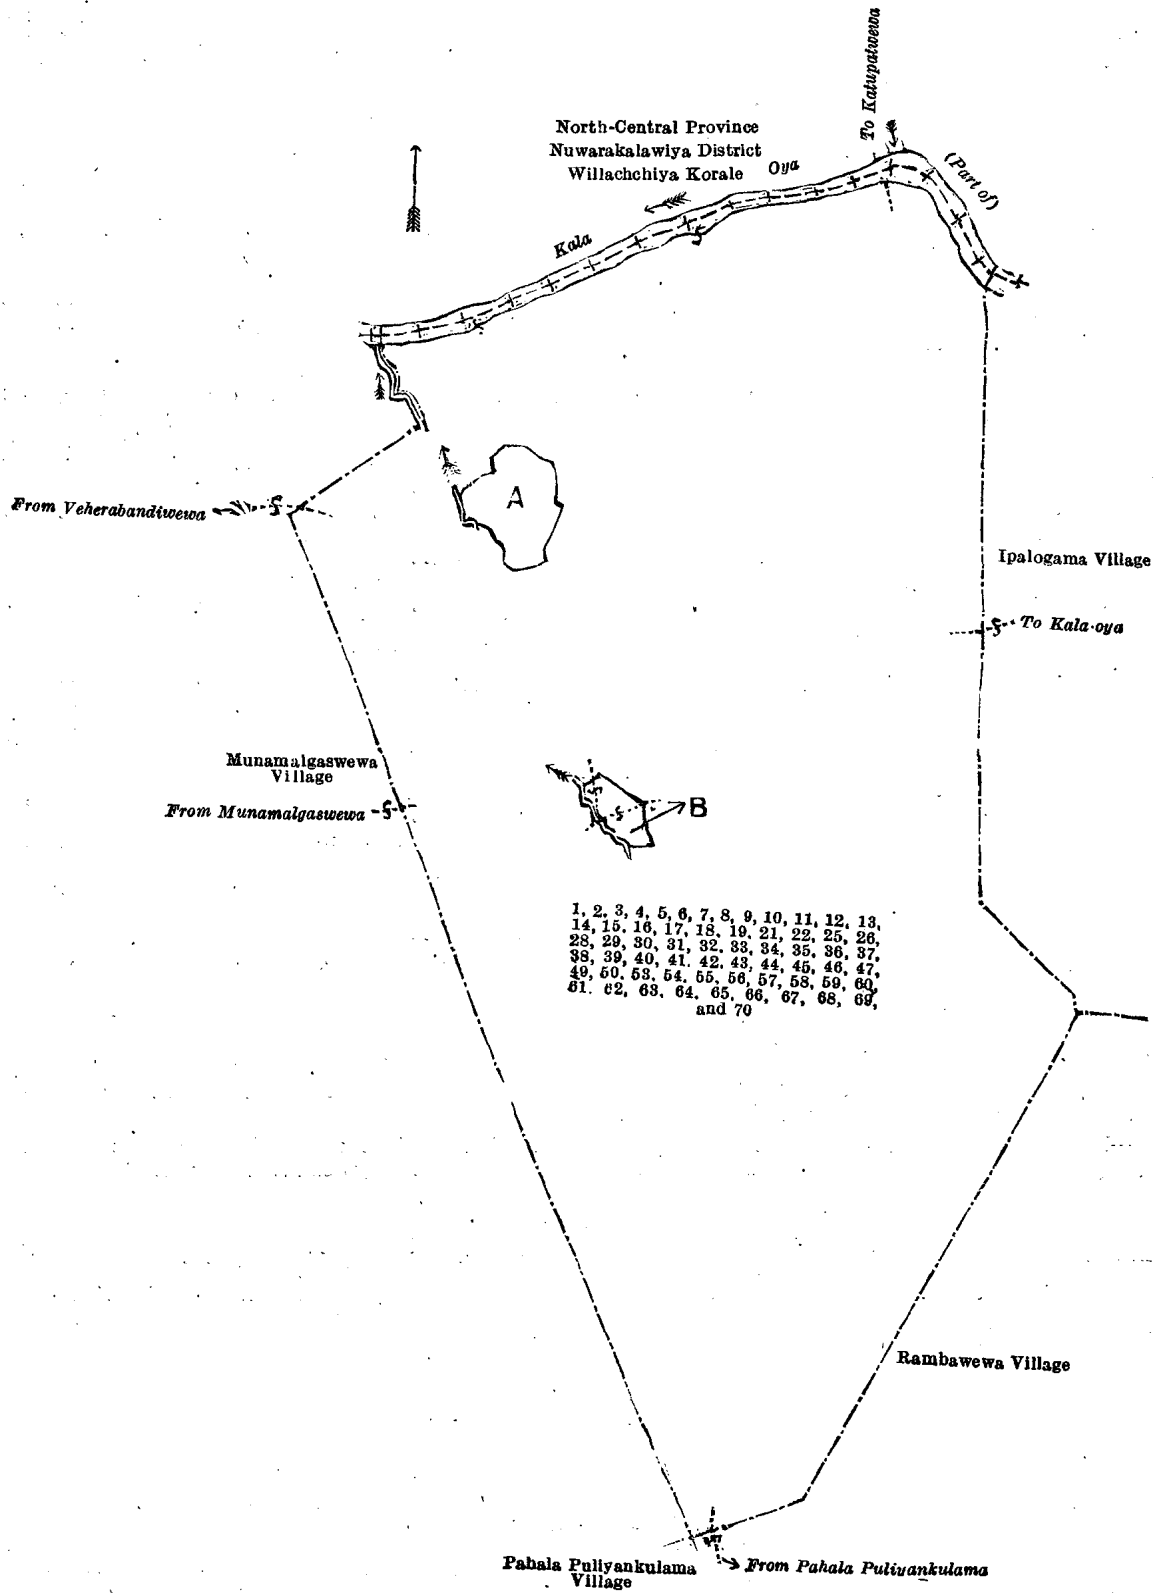 To Katupatwewa
North-Central Province
Nuwarakalawiya District
Willachchiya Korale
Oya
(Part of)
Kala
A
From Veherabandiwewa
Ipalogama Village
To Kala-oya
Munamalgaswewa
Village
From Munamalgaswewa
B
1, 2, 3, 4, 5, 6, 7, 8, 9, 10, 11, 12, 13,
14, 15, 16, 17, 18, 19, 21, 22, 25, 26,
28, 29, 30, 31, 32, 33, 34, 35, 36, 37,
38, 39, 40, 41, 42, 43, 44, 45, 46, 47,
49, 50, 53, 54, 55, 56, 57, 58, 59, 60,
61, 62, 63, 64, 65, 66, 67, 68, 69,
and 70
Rambawewa Village
Pahala Puliyankulama
Village
From Pahala Puliyankulama